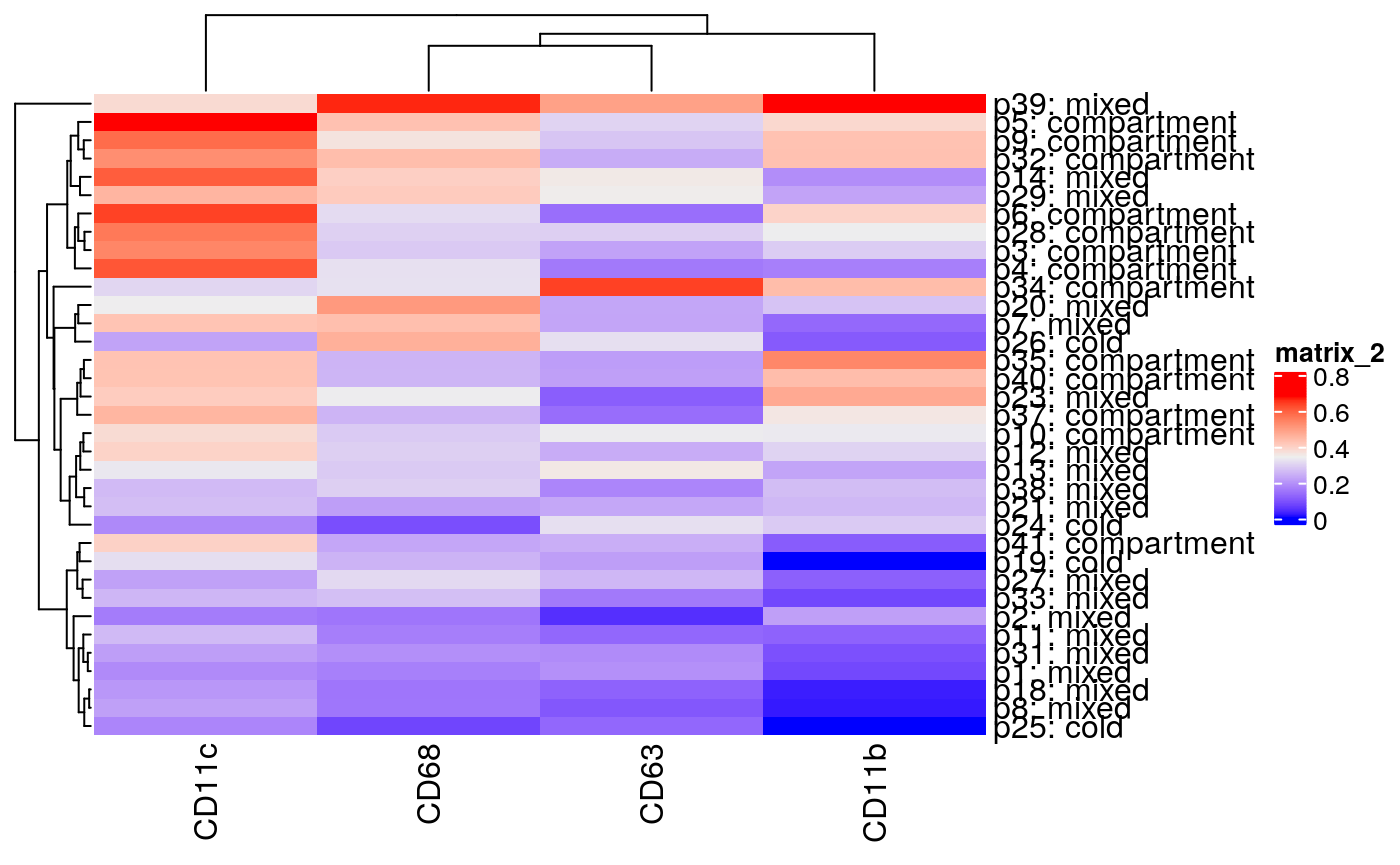 p39: mixed
p5: compartment
p9: compartment
p32: compartment
p14: mixed
p29: mixed
p6: compartment
p28: compartment
p3: compartment
p4: compartment
p34: compartment
p20: mixed
p7: mixed
p26: cold
p35: compartment
p40: compartment
p23: mixed
p37: compartment
p10: compartment
p12: mixed
p13: mixed
p38: mixed
p21: mixed
p24: cold
p41: compartment
p19: cold
p27: mixed
p33: mixed
p2: mixed
p11: mixed
p31: mixed
p1: mixed
p18: mixed
p8: mixed
p25: cold
matrix_2
0.8
0.6
0.4
0.2
0
CD11c
CD68
CD63
CD11b